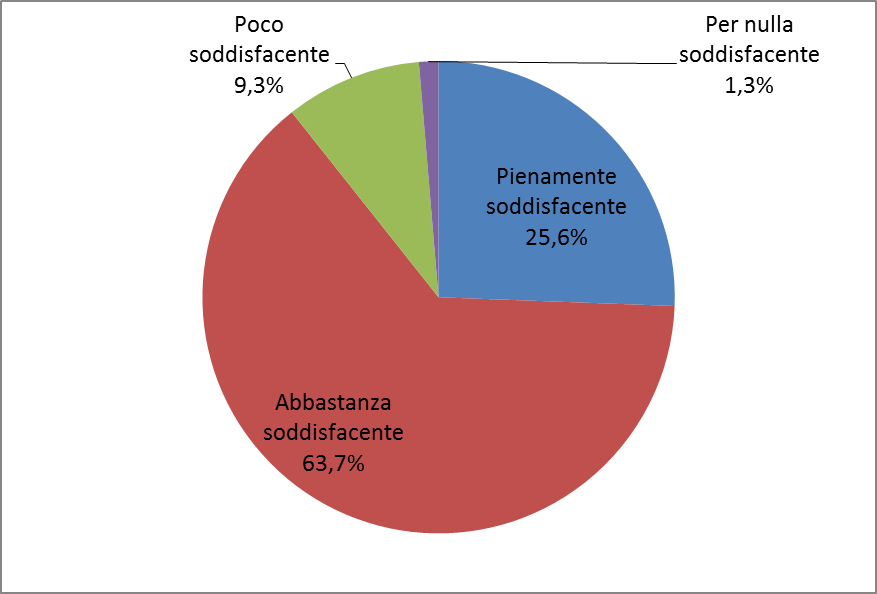 Poco
soddisfacente
9,3%
Per nulla
soddisfacente
1,3%
Pienamente
soddisfacente
25,6%
Abbastanza
soddisfacente
63,7%